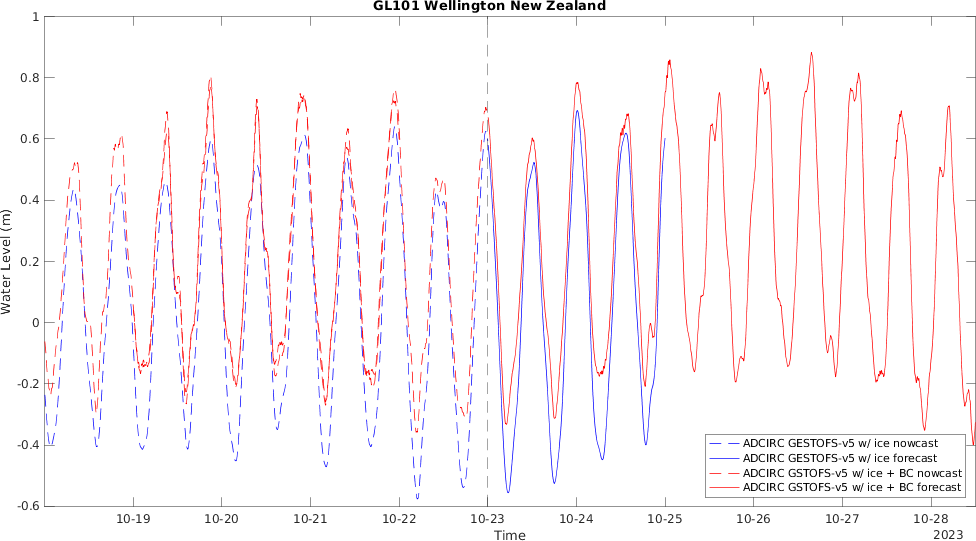 GL101 Wellington New Zealand
1
0.8
0.6
0.4
0.2
0
-0.2
-0.4
-0.6
Water Level (m)
ADCIRC GESTOFS-v5 w/ ice nowcast
ADCIRC GESTOFS-v5 w/ ice forecast
ADCIRC GSTOFS-v5 w/ ice + BC nowcast
ADCIRC GSTOFS-v5 w/ ice + BC forecast
10-19 10-20 10-21 10-22 10-23 10-24 10-25 10-26 10-27 10-28
Time 2023